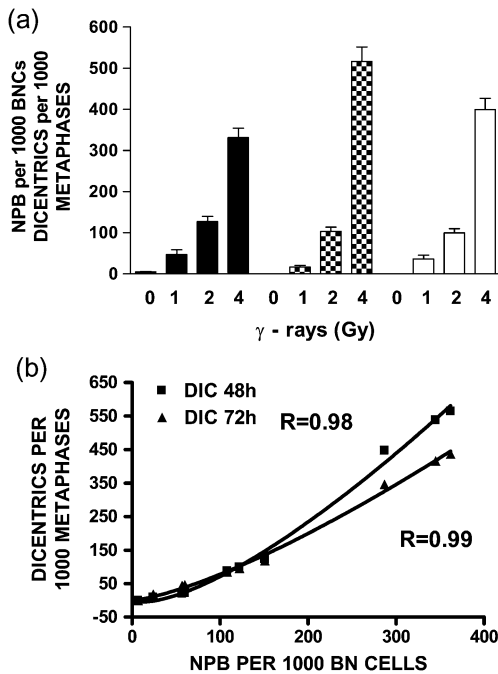 (a)
NPB per 1000 BNCs
DICENTRICS per 1000
METAPHASES
600
500
400
300
200
100
0
0 1 2 4 0 1 2 4 0 1 2 4
γ - rays (Gy)
(b)
DICENTRICS PER
1000 METAPHASES
650
550
450
350
250
150
50
-50
DIC 48h
DIC 72h
R=0.98
R=0.99
0 100 200 300 400
NPB PER 1000 BN CELLS